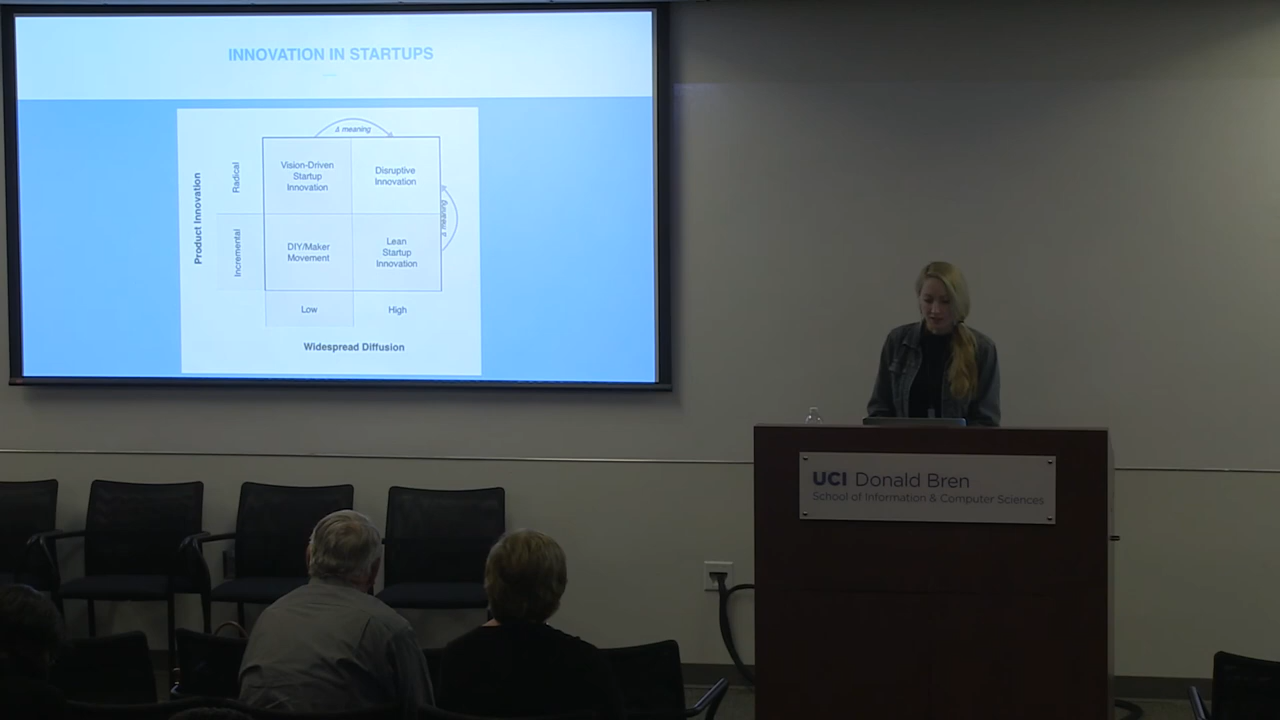 INNOVATION IN STARTUPS
Δ meaning
Product Innovation
Radical
Vision-Driven
Startup
Innovation
Disruptive
Innovation
Δ meaning
Incremental
DIY/Maker
Movement
Lean
Startup
Innovation
Low
High
Widespread Diffusion
UCI Donald Bren
School of Information & Computer Sciences